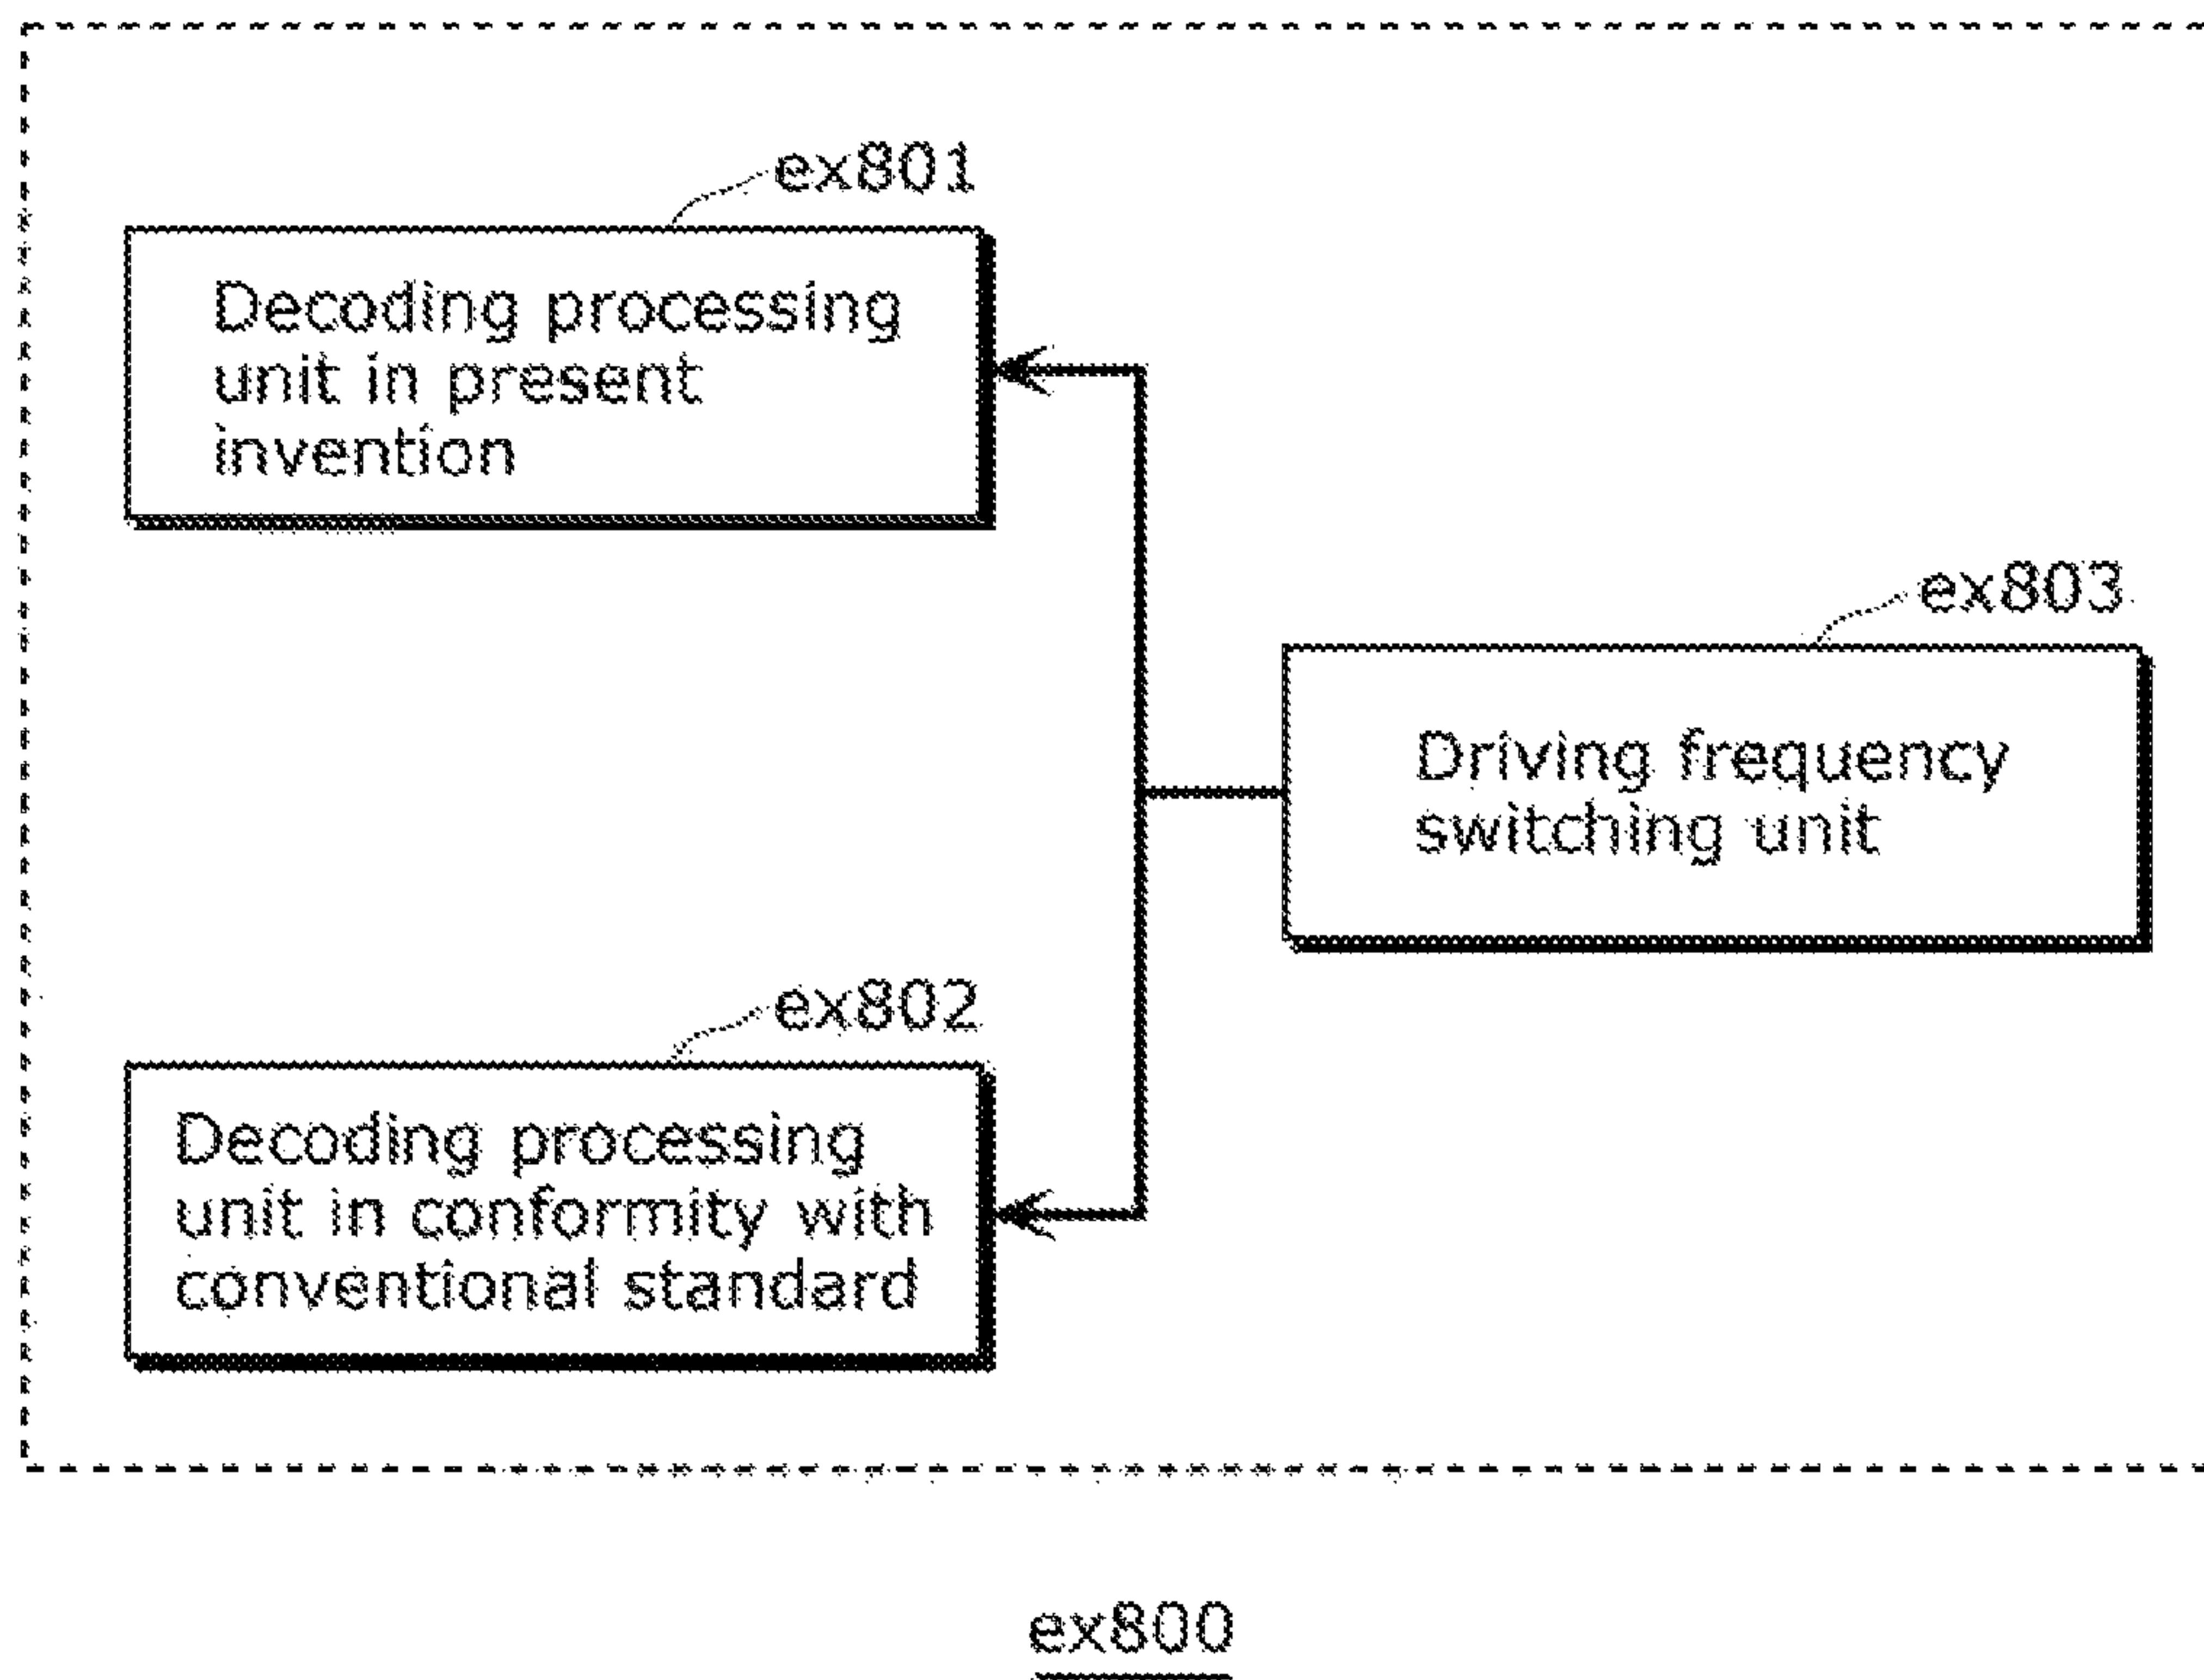 ex801
Decoding processing
unit in present
invention
ex803
Driving frequency
switching unit
ex802
Decoding processing
unit in conformity with
conventional standard
ex800